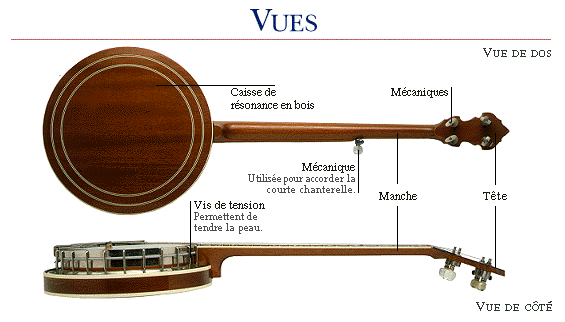 VUES
VUE DE DOS
Caisse de
résonance en bois
Mécaniques
Mécanique
Utilisée pour accorder la
courte chanterelle.
Manche
Tête
Vis de tension
Permettent de
tendre la peau.
VUE DE CÔTÉ